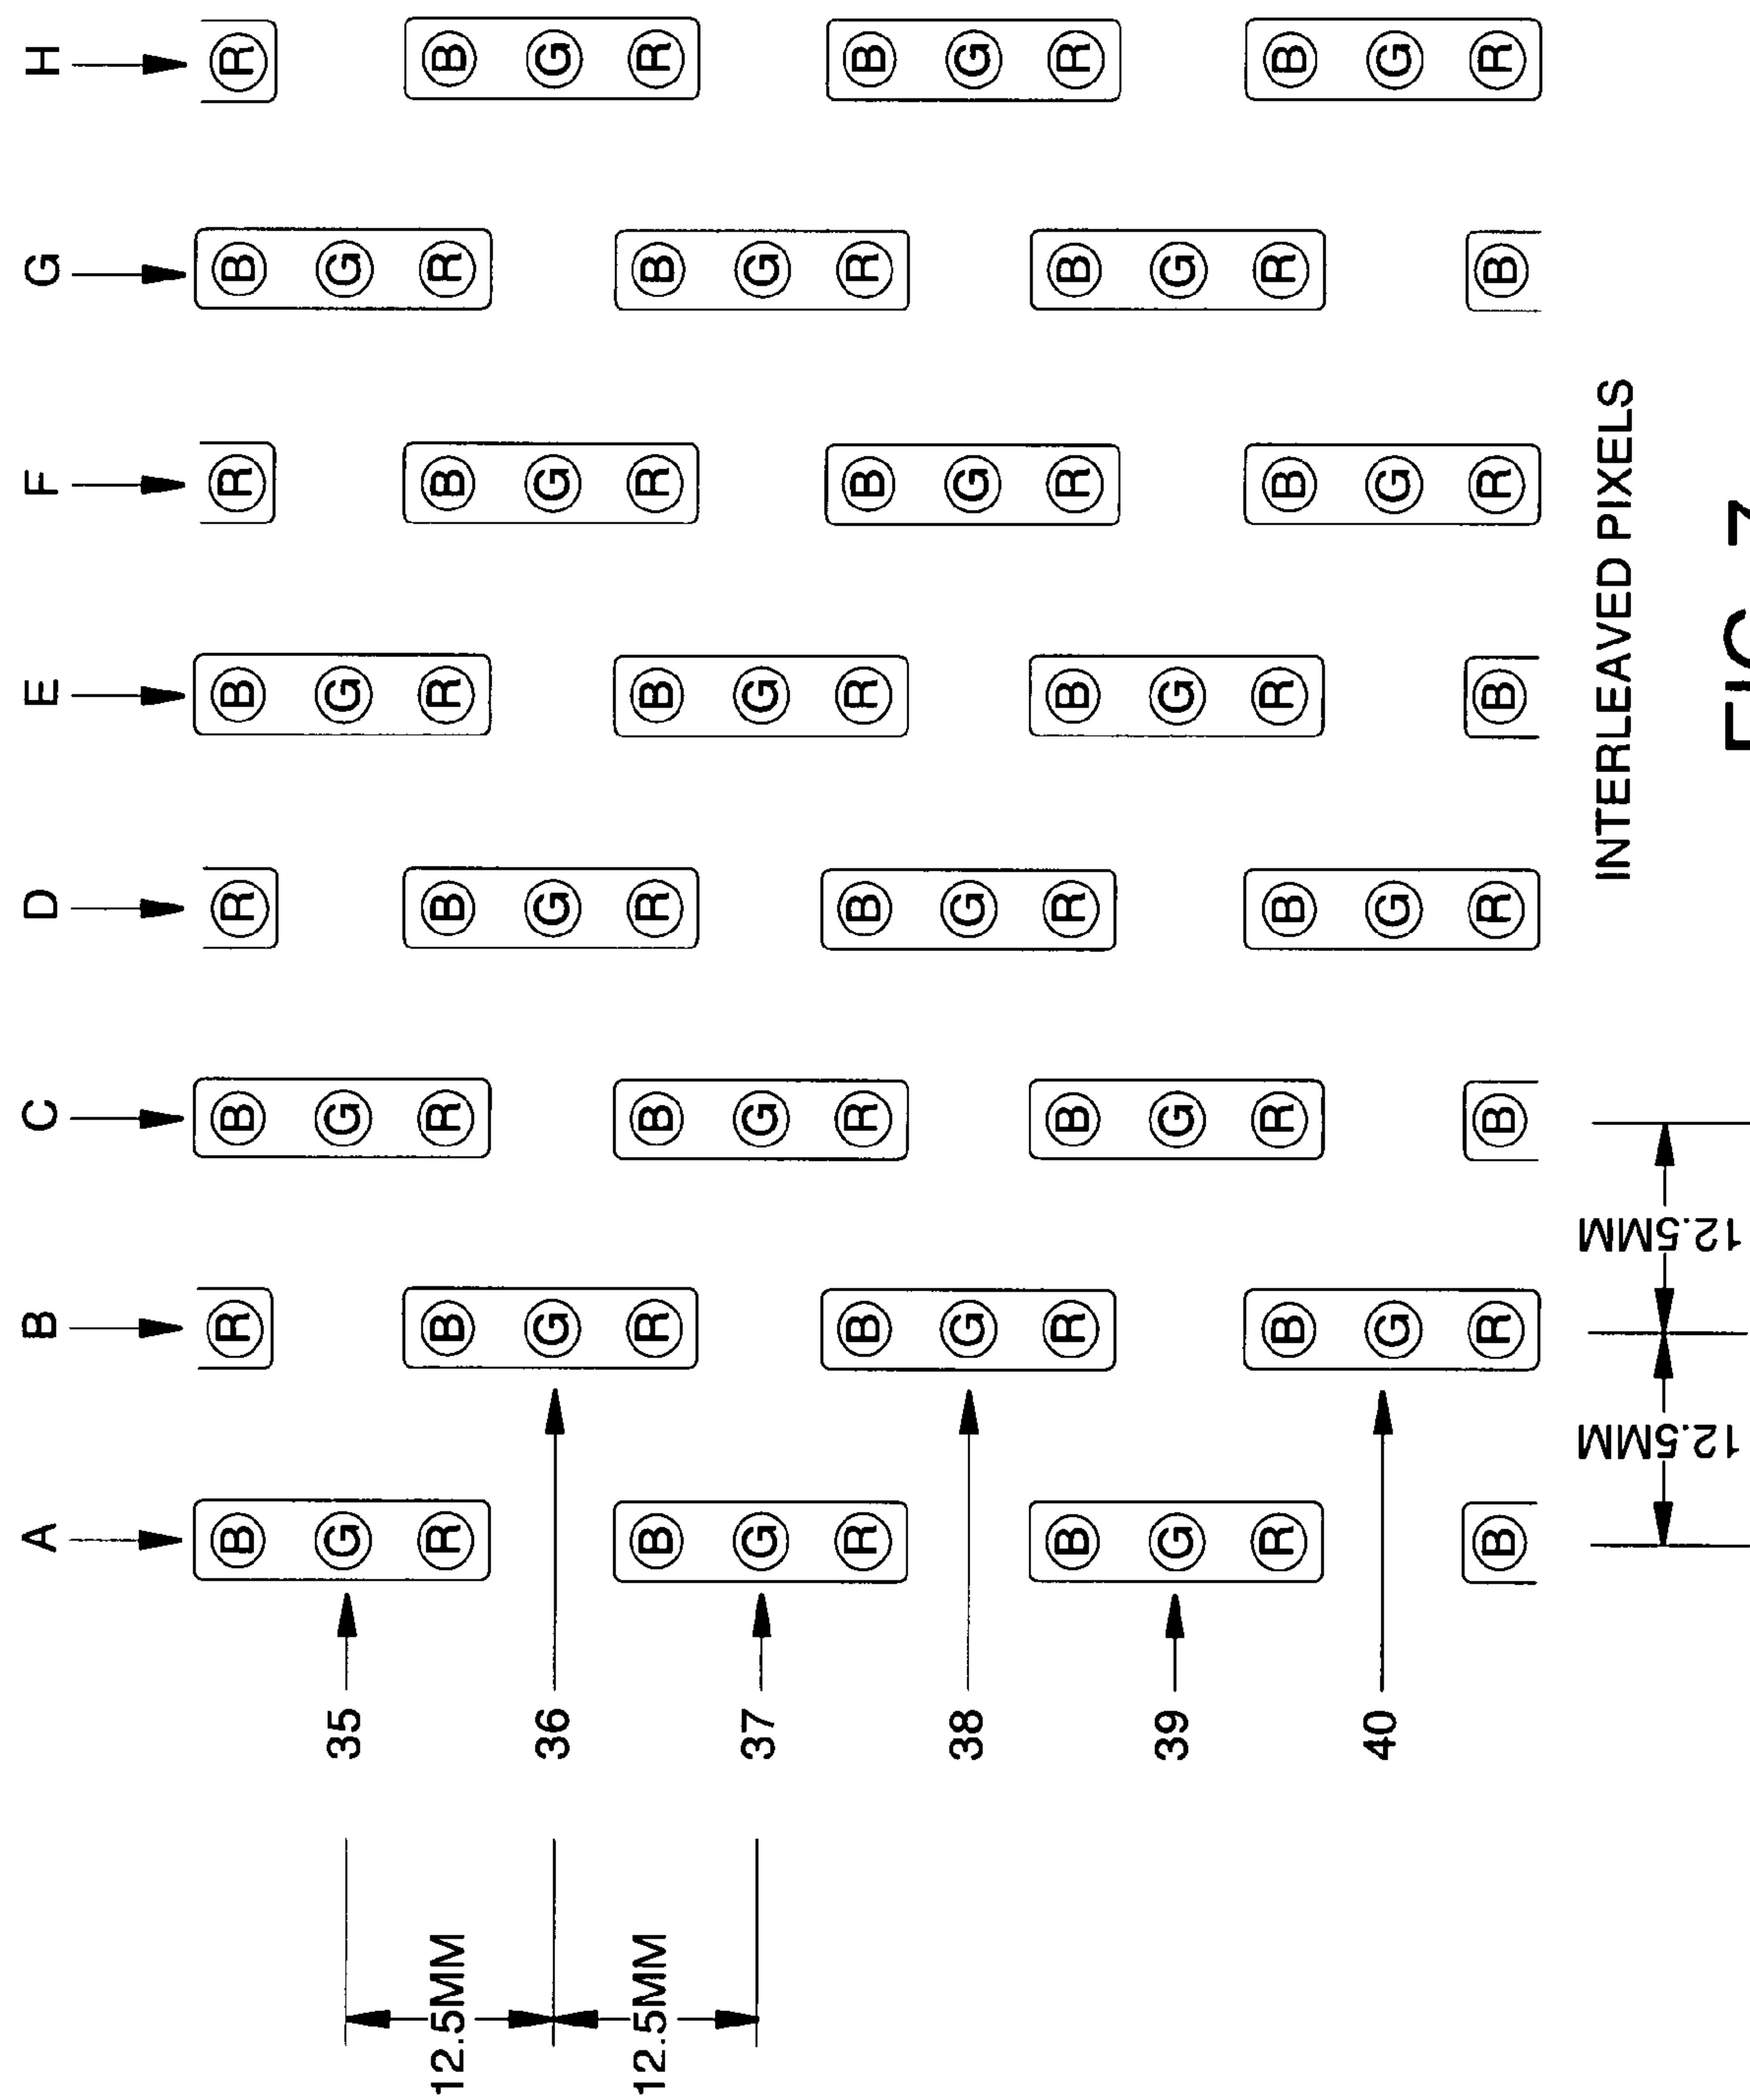 A B C D E F G H
B R B R B R B R
35 G G G G
12.5MM R B R B R B R B
36 G G G G
12.5MM B R B R B R B R
37 G G G G
R B R B R B R B
38 G G G G
B R B R B R B R
39 G G G G
R B R B R B R B
40 G G G G
B R B R B R B R
INTERLEAVED PIXELS
12.5MM 12.5MM